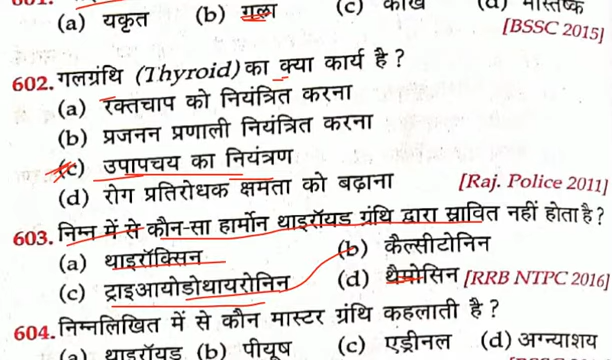 (a) यकृत (b) गला (c) काख (d) मास्तिष्क
[BSSC 2015]
602. गलग्रंथि (Thyroid) का क्या कार्य है ?
(a) रक्तचाप को नियंत्रित करना
(b) प्रजनन प्रणाली नियंत्रित करना
(c) उपापचय का नियंत्रण
(d) रोग प्रतिरोधक क्षमता को बढ़ाना [Raj. Police 2011]
603. निम्न में से कौन-सा हार्मोन थाइरॉयड ग्रंथि द्वारा स्रावित नहीं होता है ?
(a) थाइरॉक्सिन (b) कैल्सीटोनिन
(c) ट्राइआयोडोथायरोनिन (d) थैमोसिन [RRB NTPC 2016]
604. निम्नलिखित में से कौन मास्टर ग्रंथि कहलाती है ?
(a) थाइरॉयड (b) पीयूष (c) एड्रीनल (d) अग्न्याशय